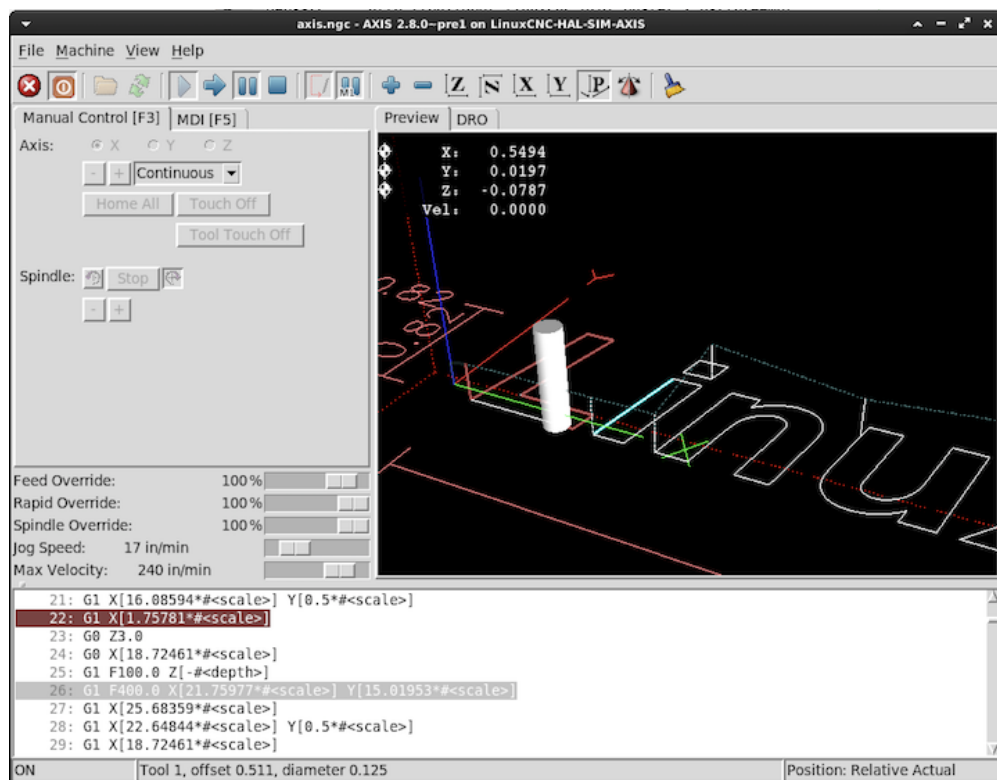 axis.ngc - AXIS 2.8.0~pre1 on LinuxCNC-HAL-SIM-AXIS
File Machine View Help
Z N X Y P
Manual Control [F3] MDI [F5]
Preview DRO
Axis: X Y Z
- + Continuous
Home All Touch Off
Tool Touch Off
Spindle: Stop
- +
X: 0.5494
Y: 0.0197
Z: -0.0787
Vel: 0.0000
Feed Override: 100 %
Rapid Override: 100 %
Spindle Override: 100 %
Jog Speed: 17 in/min
Max Velocity: 240 in/min
21: G1 X[16.08594*#<scale>] Y[0.5*#<scale>]
22: G1 X[1.75781*#<scale>]
23: G0 Z3.0
24: G0 X[18.72461*#<scale>]
25: G1 F100.0 Z[-#<depth>]
26: G1 F400.0 X[21.75977*#<scale>] Y[15.01953*#<scale>]
27: G1 X[25.68359*#<scale>]
28: G1 X[22.64844*#<scale>] Y[0.5*#<scale>]
29: G1 X[18.72461*#<scale>]
ON Tool 1, offset 0.511, diameter 0.125 Position: Relative Actual